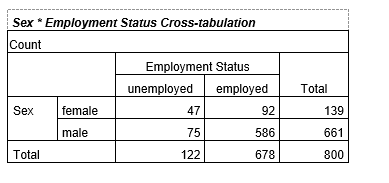 Sex * Employment Status Cross-tabulation
Count
Employment Status
unemployed employed Total
Sex female 47 92 139
male 75 586 661
Total 122 678 800